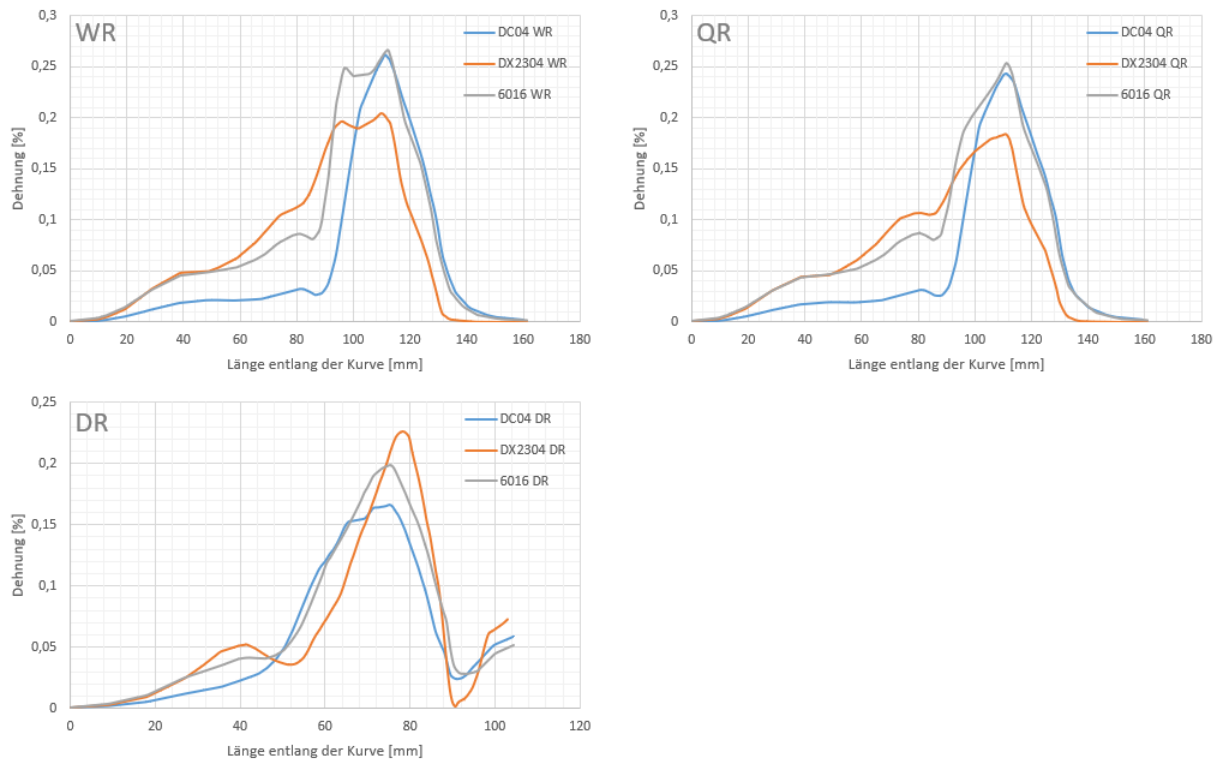 WR
DC04 WR
DX2304 WR
6016 WR
Dehnung [%]
0,3
0,25
0,2
0,15
0,1
0,05
0
0 20 40 60 80 100 120 140 160 180
Länge entlang der Kurve [mm]
QR
DC04 QR
DX2304 QR
6016 QR
Dehnung [%]
0,3
0,25
0,2
0,15
0,1
0,05
0
0 20 40 60 80 100 120 140 160 180
Länge entlang der Kurve [mm]
DR
DC04 DR
DX2304 DR
6016 DR
Dehnung [%]
0,25
0,2
0,15
0,1
0,05
0
0 20 40 60 80 100 120
Länge entlang der Kurve [mm]